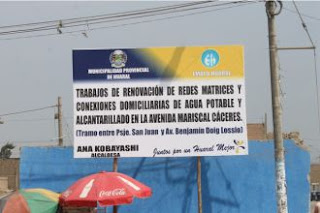 MUNICIPALIDAD PROVINCIAL
DE HUARAL
EMAPA HUARAL
TRABAJOS DE RENOVACIÓN DE REDES MATRICES Y
CONEXIONES DOMICILIARIAS DE AGUA POTABLE Y
ALCANTARILLADO EN LA AVENIDA MARISCAL CÁCERES.
(Tramo entre Psje. San Juan y Av. Benjamín Doig Lossio)
ANA KOBAYASHI
ALCALDESA
Juntos por un Huaral Mejor
Coca-Cola